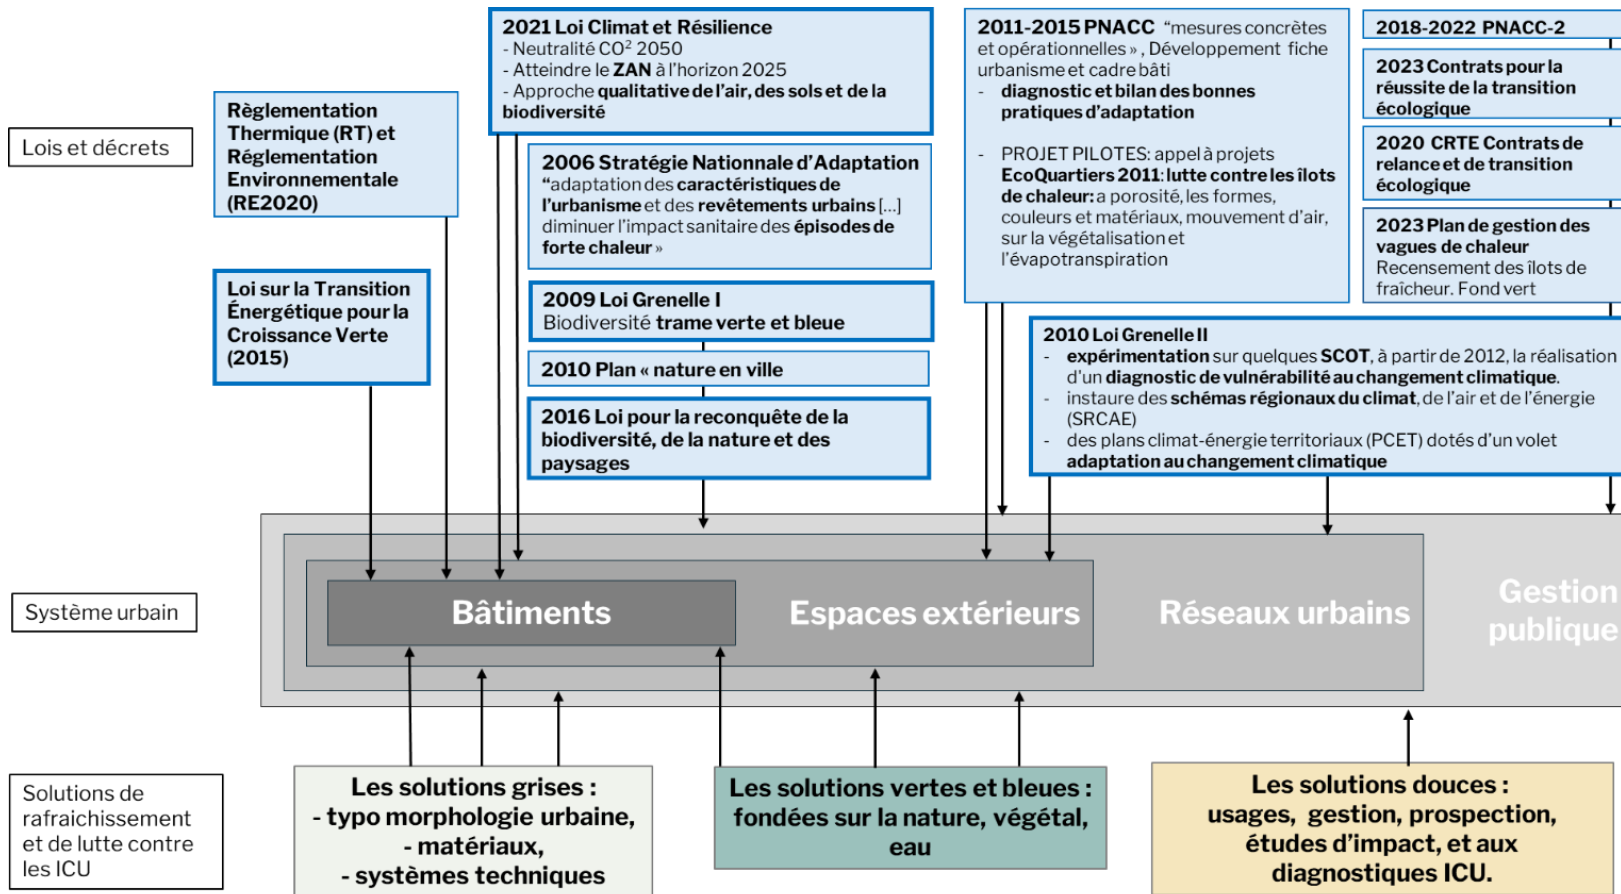 Lois et décrets
Règlementation
Thermique (RT) et
Réglementation
Environnementale
(RE2020)
Loi sur la Transition
Énergétique pour la
Croissance Verte
(2015)
2021 Loi Climat et Résilience
- Neutralité CO² 2050
- Atteindre le ZAN à l'horizon 2025
- Approche qualitative de l'air, des sols et de la
biodiversité
2006 Stratégie Nationnale d'Adaptation
“adaptation des caractéristiques de
l'urbanisme et des revêtements urbains [...]
diminuer l'impact sanitaire des épisodes de
forte chaleur »
2009 Loi Grenelle I
Biodiversité trame verte et bleue
2010 Plan « nature en ville
2016 Loi pour la reconquête de la
biodiversité, de la nature et des
paysages
2011-2015 PNACC “mesures concrètes
et opérationnelles » , Développement fiche
urbanisme et cadre bâti
- diagnostic et bilan des bonnes
pratiques d'adaptation
- PROJET PILOTES: appel à projets
EcoQuartiers 2011: lutte contre les îlots
de chaleur: a porosité, les formes,
couleurs et matériaux, mouvement d'air,
sur la végétalisation et
l'évapotranspiration
2018-2022 PNACC-2
2023 Contrats pour la
réussite de la transition
écologique
2020 CRTE Contrats de
relance et de transition
écologique
2023 Plan de gestion des
vagues de chaleur
Recensement des îlots de
fraîcheur. Fond vert
2010 Loi Grenelle II
- expérimentation sur quelques SCOT, à partir de 2012, la réalisation
d'un diagnostic de vulnérabilité au changement climatique.
- instaure des schémas régionaux du climat, de l'air et de l'énergie
(SRCAE)
- des plans climat-énergie territoriaux (PCET) dotés d'un volet
adaptation au changement climatique
Système urbain
Bâtiments
Espaces extérieurs
Réseaux urbains
Gestion
publique
Solutions de
rafraichissement
et de lutte contre
les ICU
Les solutions grises :
- typo morphologie urbaine,
- matériaux,
- systèmes techniques
Les solutions vertes et bleues :
fondées sur la nature, végétal,
eau
Les solutions douces :
usages, gestion, prospection,
études d'impact, et aux
diagnostiques ICU.